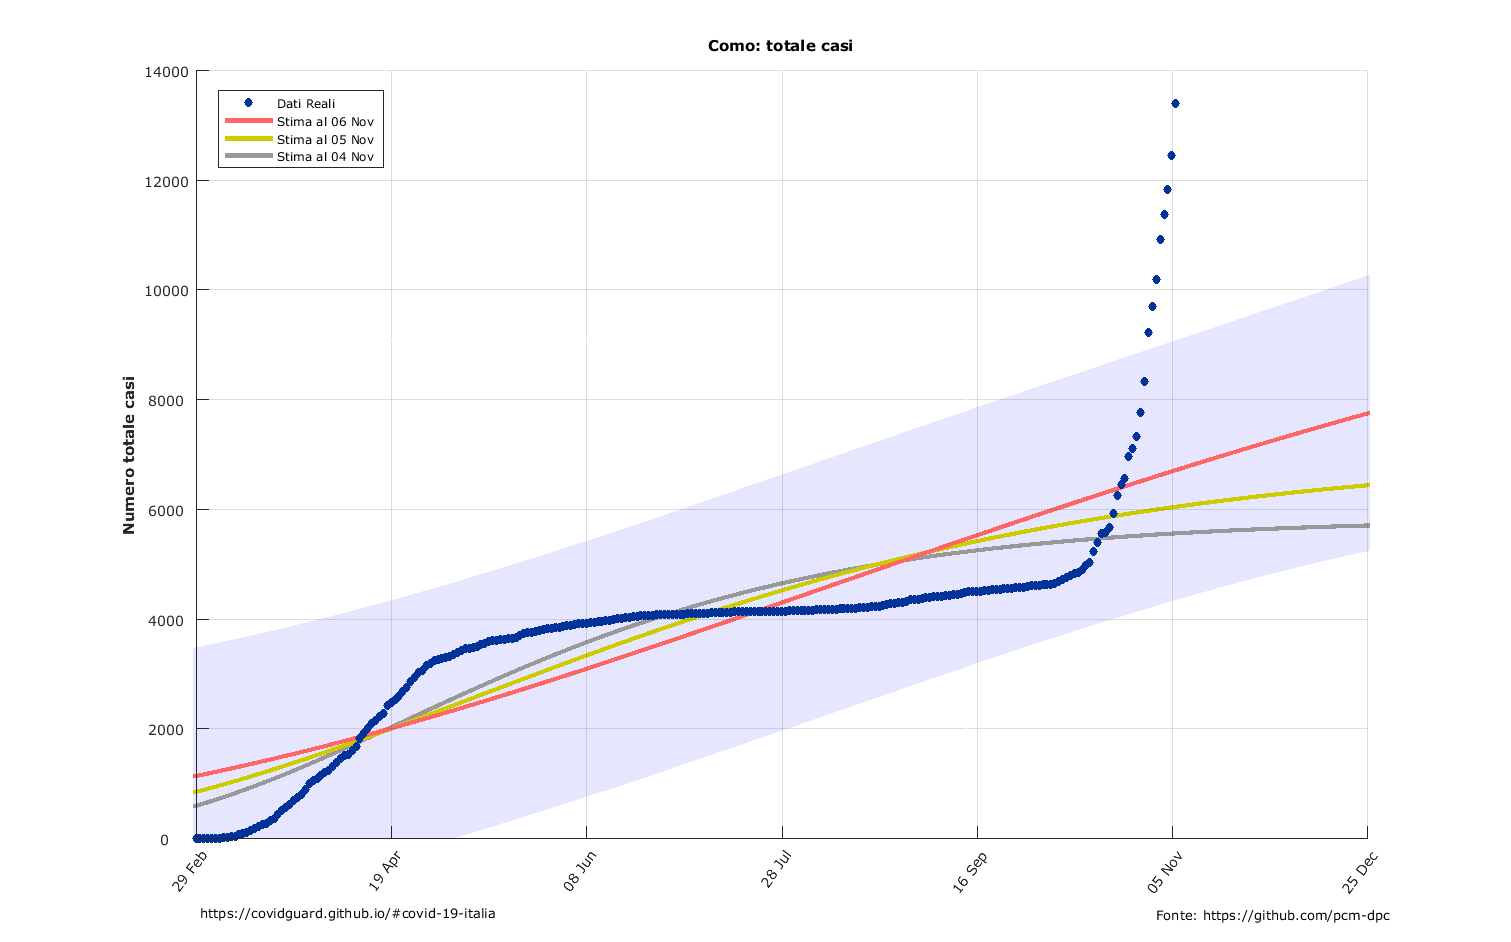 Como: totale casi
14000
12000
10000
8000
6000
4000
2000
0
Numero totale casi
Dati Reali
Stima al 06 Nov
Stima al 05 Nov
Stima al 04 Nov
29 Feb
19 Apr
08 Jun
28 Jul
16 Sep
05 Nov
25 Dec
https://covidguard.github.io/#covid-19-italia
Fonte: https://github.com/pcm-dpc